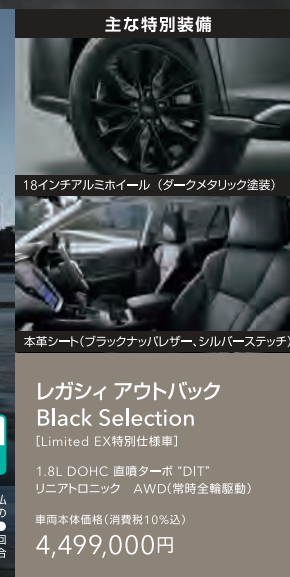 主な特別装備
18インチアルミホイール（ダークメタリック塗装）
本革シート（ブラックナッパレザー、シルバーステッチ）
レガシィ アウトバック
Black Selection
[Limited EX特別仕様車]
1.8L DOHC 直噴ターボ “DIT”
リニアトロニック　AWD（常時全輪駆動）
車両本体価格（消費税10%込）
4,499,000円
ム
の
●
回
合